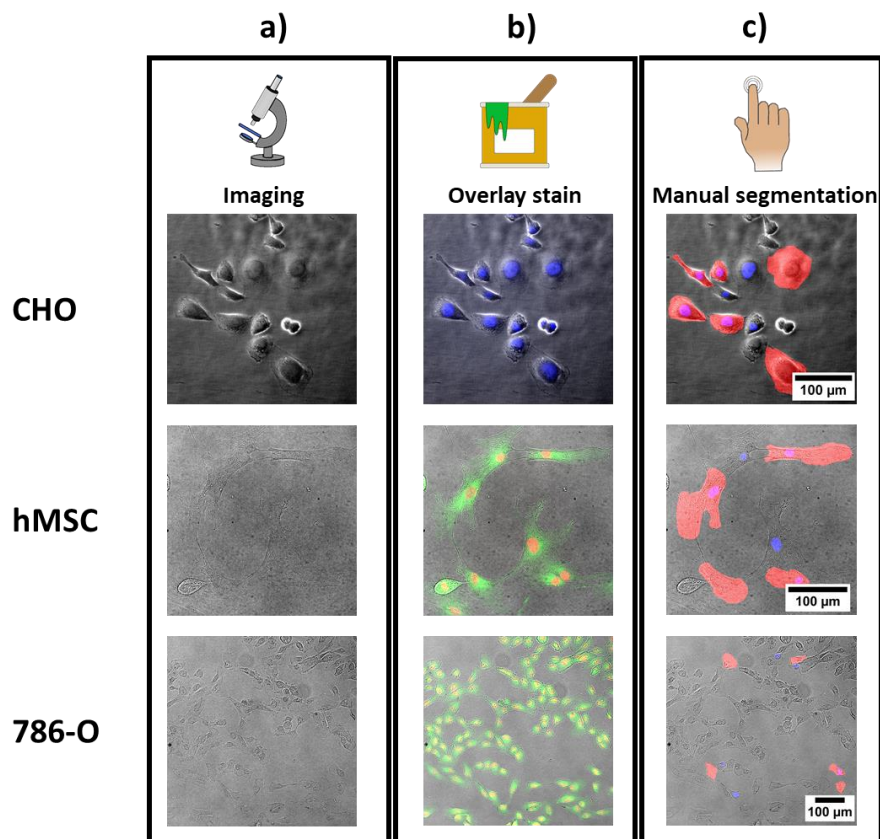 a)
b)
c)
Imaging
Overlay stain
Manual segmentation
CHO
100 µm
hMSC
100 µm
786-O
100 µm